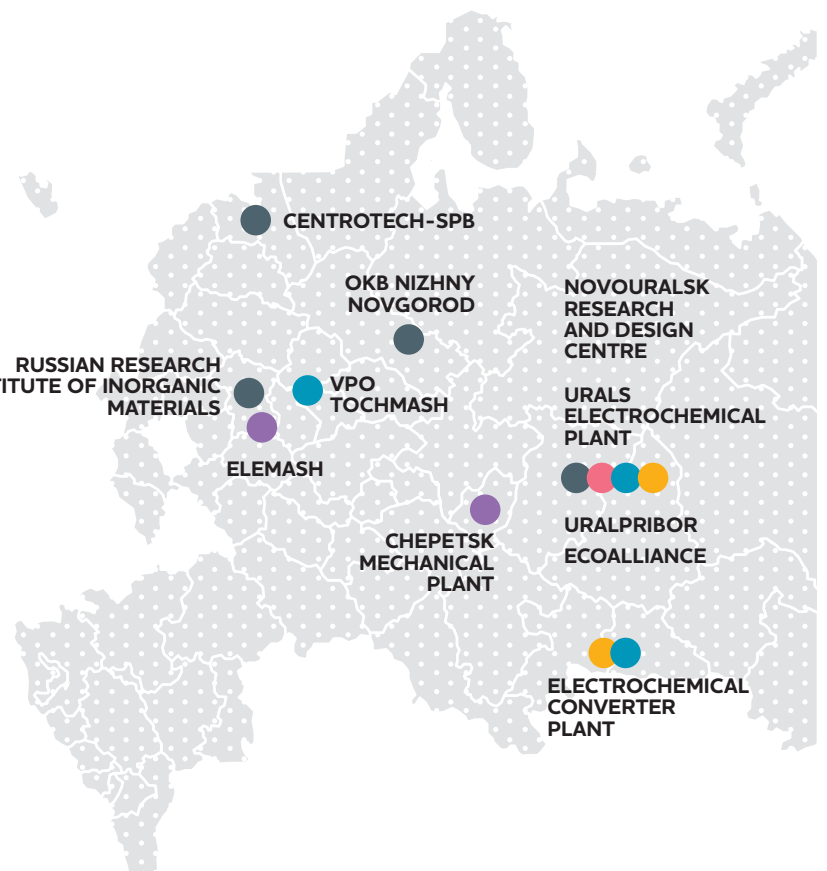 CENTROTECH-SPB
OKB NIZHNY
NOVGOROD
NOVOURALSK
RESEARCH
AND DESIGN
CENTRE
RUSSIAN RESEARCH
TITUTE OF INORGANIC
MATERIALS
VPO
TOCHMASH
URALS
ELECTROCHEMICAL
PLANT
ELEMASH
CHEPETSK
MECHANICAL
PLANT
URALPRIBOR
ECOALLIANCE
ELECTROCHEMICAL
CONVERTER
PLANT